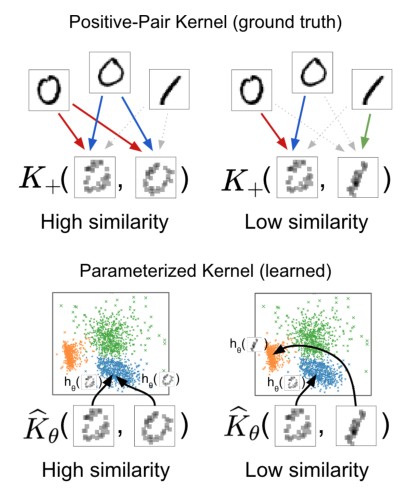 Positive-Pair Kernel (ground truth)
K+( , ) K+( , )
High similarity Low similarity
Parameterized Kernel (learned)
hθ( ) hθ( ) hθ( ) hθ( )
K̂θ( , ) K̂θ( , )
High similarity Low similarity